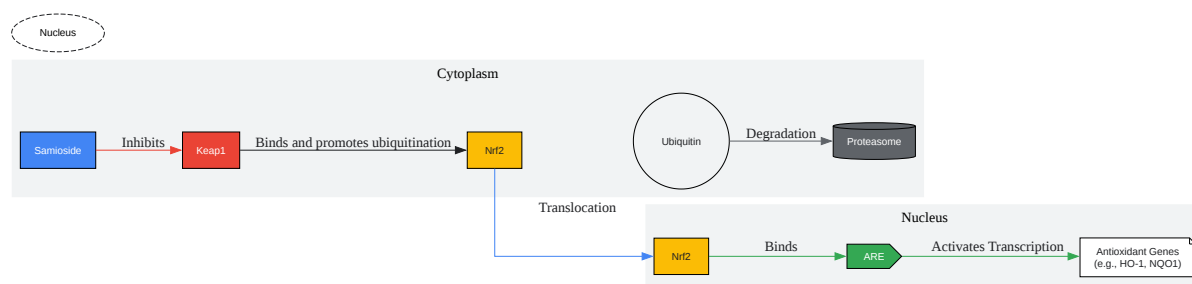 Nucleus
Cytoplasm
Samioside
Inhibits
Keap1
Binds and promotes ubiquitination
Nrf2
Ubiquitin
Degradation
Proteasome
Translocation
Nucleus
Nrf2
Binds
ARE
Activates Transcription
Antioxidant Genes
(e.g., HO-1, NQO1)